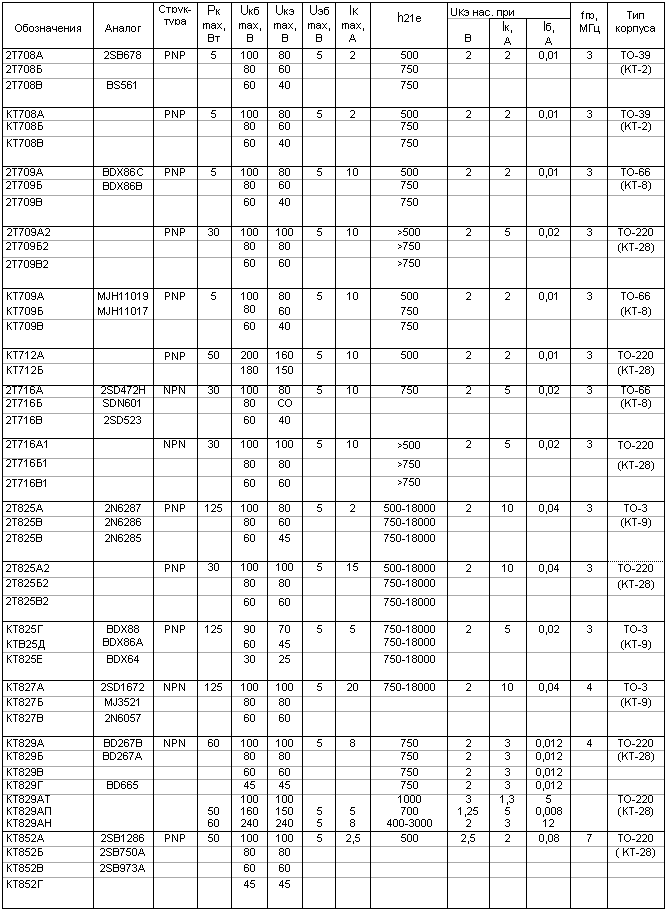 Обозначения Аналог Струк-тура Рк max, Вт Uкб max, В Uкэ max, В Uэб max, В Iк max, А h21е Uкэ нас. при В Iк, А Iб, А fгр, МГц Тип корпуса
2Т708А 2SB678 PNP 5 100 80 5 2 500 2 2 0,01 3 ТО-39
2Т708Б 80 60 750 (КТ-2)
2Т708В BS561 60 40 750
КТ708А PNP 5 100 80 5 2 500 2 2 0,01 3 ТО-39
КТ708Б 80 60 750 (КТ-2)
КТ708В 60 40 750
2Т709А BDX86C PNP 5 100 80 5 10 500 2 2 0,01 3 ТО-66
2Т709Б BDX86B 80 60 750 (КТ-8)
2Т709В 60 40 750
2Т709А2 PNP 30 100 100 5 10 >500 2 5 0,02 3 ТО-220
2Т709Б2 80 80 >750 (КТ-28)
2Т709В2 60 60 >750
КТ709А MJH11019 PNP 5 100 80 5 10 500 2 2 0,01 3 ТО-66
КТ709Б MJH11017 80 60 750 (КТ-8)
КТ709В 60 40 750
КТ712А PNP 50 200 160 5 10 500 2 2 0,01 3 ТО-220
КТ712Б 180 150 (КТ-28)
2Т716А 2SD472H NPN 30 100 80 5 10 750 2 5 0,02 3 ТО-66
2Т716Б SDN601 80 СО (КТ-8)
2Т716В 2SD523 60 40
2Т716А1 NPN 30 100 100 5 10 >500 2 5 0,02 3 ТО-220
2Т716Б1 80 80 >750 (КТ-28)
2Т716В1 60 60 >750
2Т825А 2N6287 PNP 125 100 80 5 2 500-18000 2 10 0,04 3 ТО-3
2Т825В 2N6286 80 60 750-18000 (КТ-9)
2Т825В 2N6285 60 45 750-18000
2Т825А2 PNP 30 100 100 5 15 500-18000 2 10 0,04 3 ТО-220
2Т825Б2 80 80 750-18000 (КТ-28)
2Т825В2 60 60 750-18000
КТ825Г BDX88 PNP 125 90 70 5 5 750-18000 2 5 0,02 3 ТО-3
КТВ25Д BDX86A 60 45 750-18000 (КТ-9)
КТ825Е BDX64 30 25 750-18000
КТ827А 2SD1672 NPN 125 100 100 5 20 750-18000 2 10 0,04 4 ТО-3
КТ827Б MJ3521 80 80 (КТ-9)
КТ827В 2N6057 60 60
КТ829А BD267B NPN 60 100 100 5 8 750 2 3 0,012 4 ТО-220
КТ829Б BD267A 80 80 750 2 3 0,012 (КТ-28)
КТ829В 60 60 750 2 3 0,012
КТ829Г BD665 45 45 750 2 3 0,012
КТ829АТ 100 100 1000 3 1,3 5 ТО-220
КТ829АП 50 160 150 5 5 700 1,25 5 0,008 (КТ-28)
КТ829АН 60 240 240 5 8 400-3000 2 3 12
КТ852А 2SB1286 PNP 50 100 100 5 2,5 500 2,5 2 0,08 7 ТО-220
КТ852Б 2SB750A 80 80 ( КТ-28)
КТ852В 2SB973A 60 60
КТ852Г 45 45